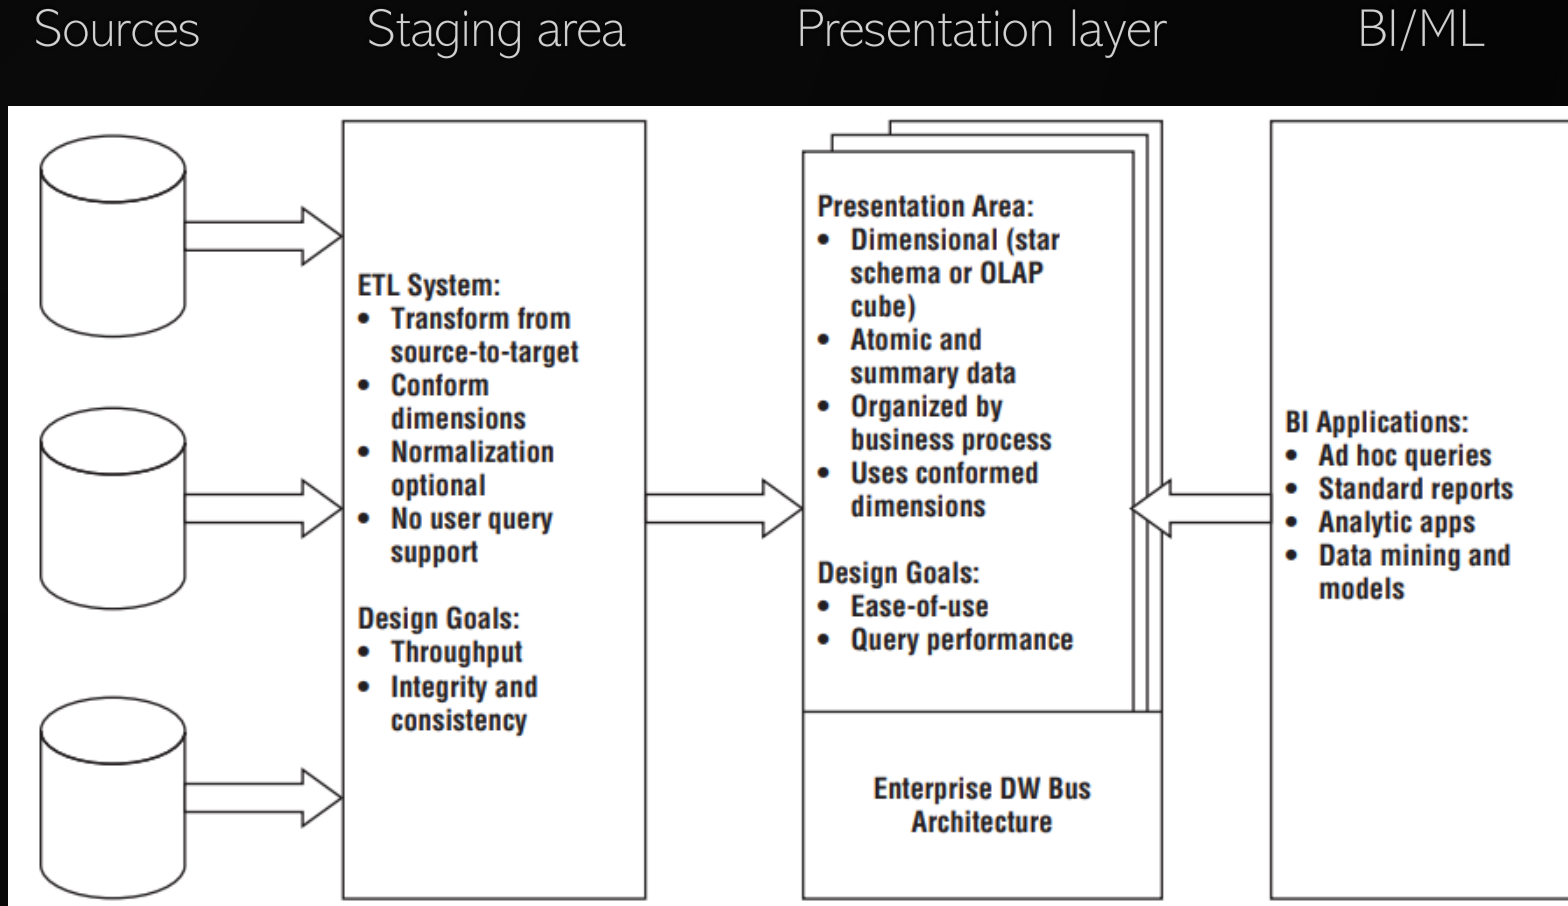 Sources
Staging area
Presentation layer
BI/ML
ETL System:
• Transform from
source-to-target
• Conform
dimensions
• Normalization
optional
• No user query
support
Design Goals:
• Throughput
• Integrity and
consistency
Presentation Area:
• Dimensional (star
schema or OLAP
cube)
• Atomic and
summary data
• Organized by
business process
• Uses conformed
dimensions
Design Goals:
• Ease-of-use
• Query performance
Enterprise DW Bus
Architecture
BI Applications:
• Ad hoc queries
• Standard reports
• Analytic apps
• Data mining and
models